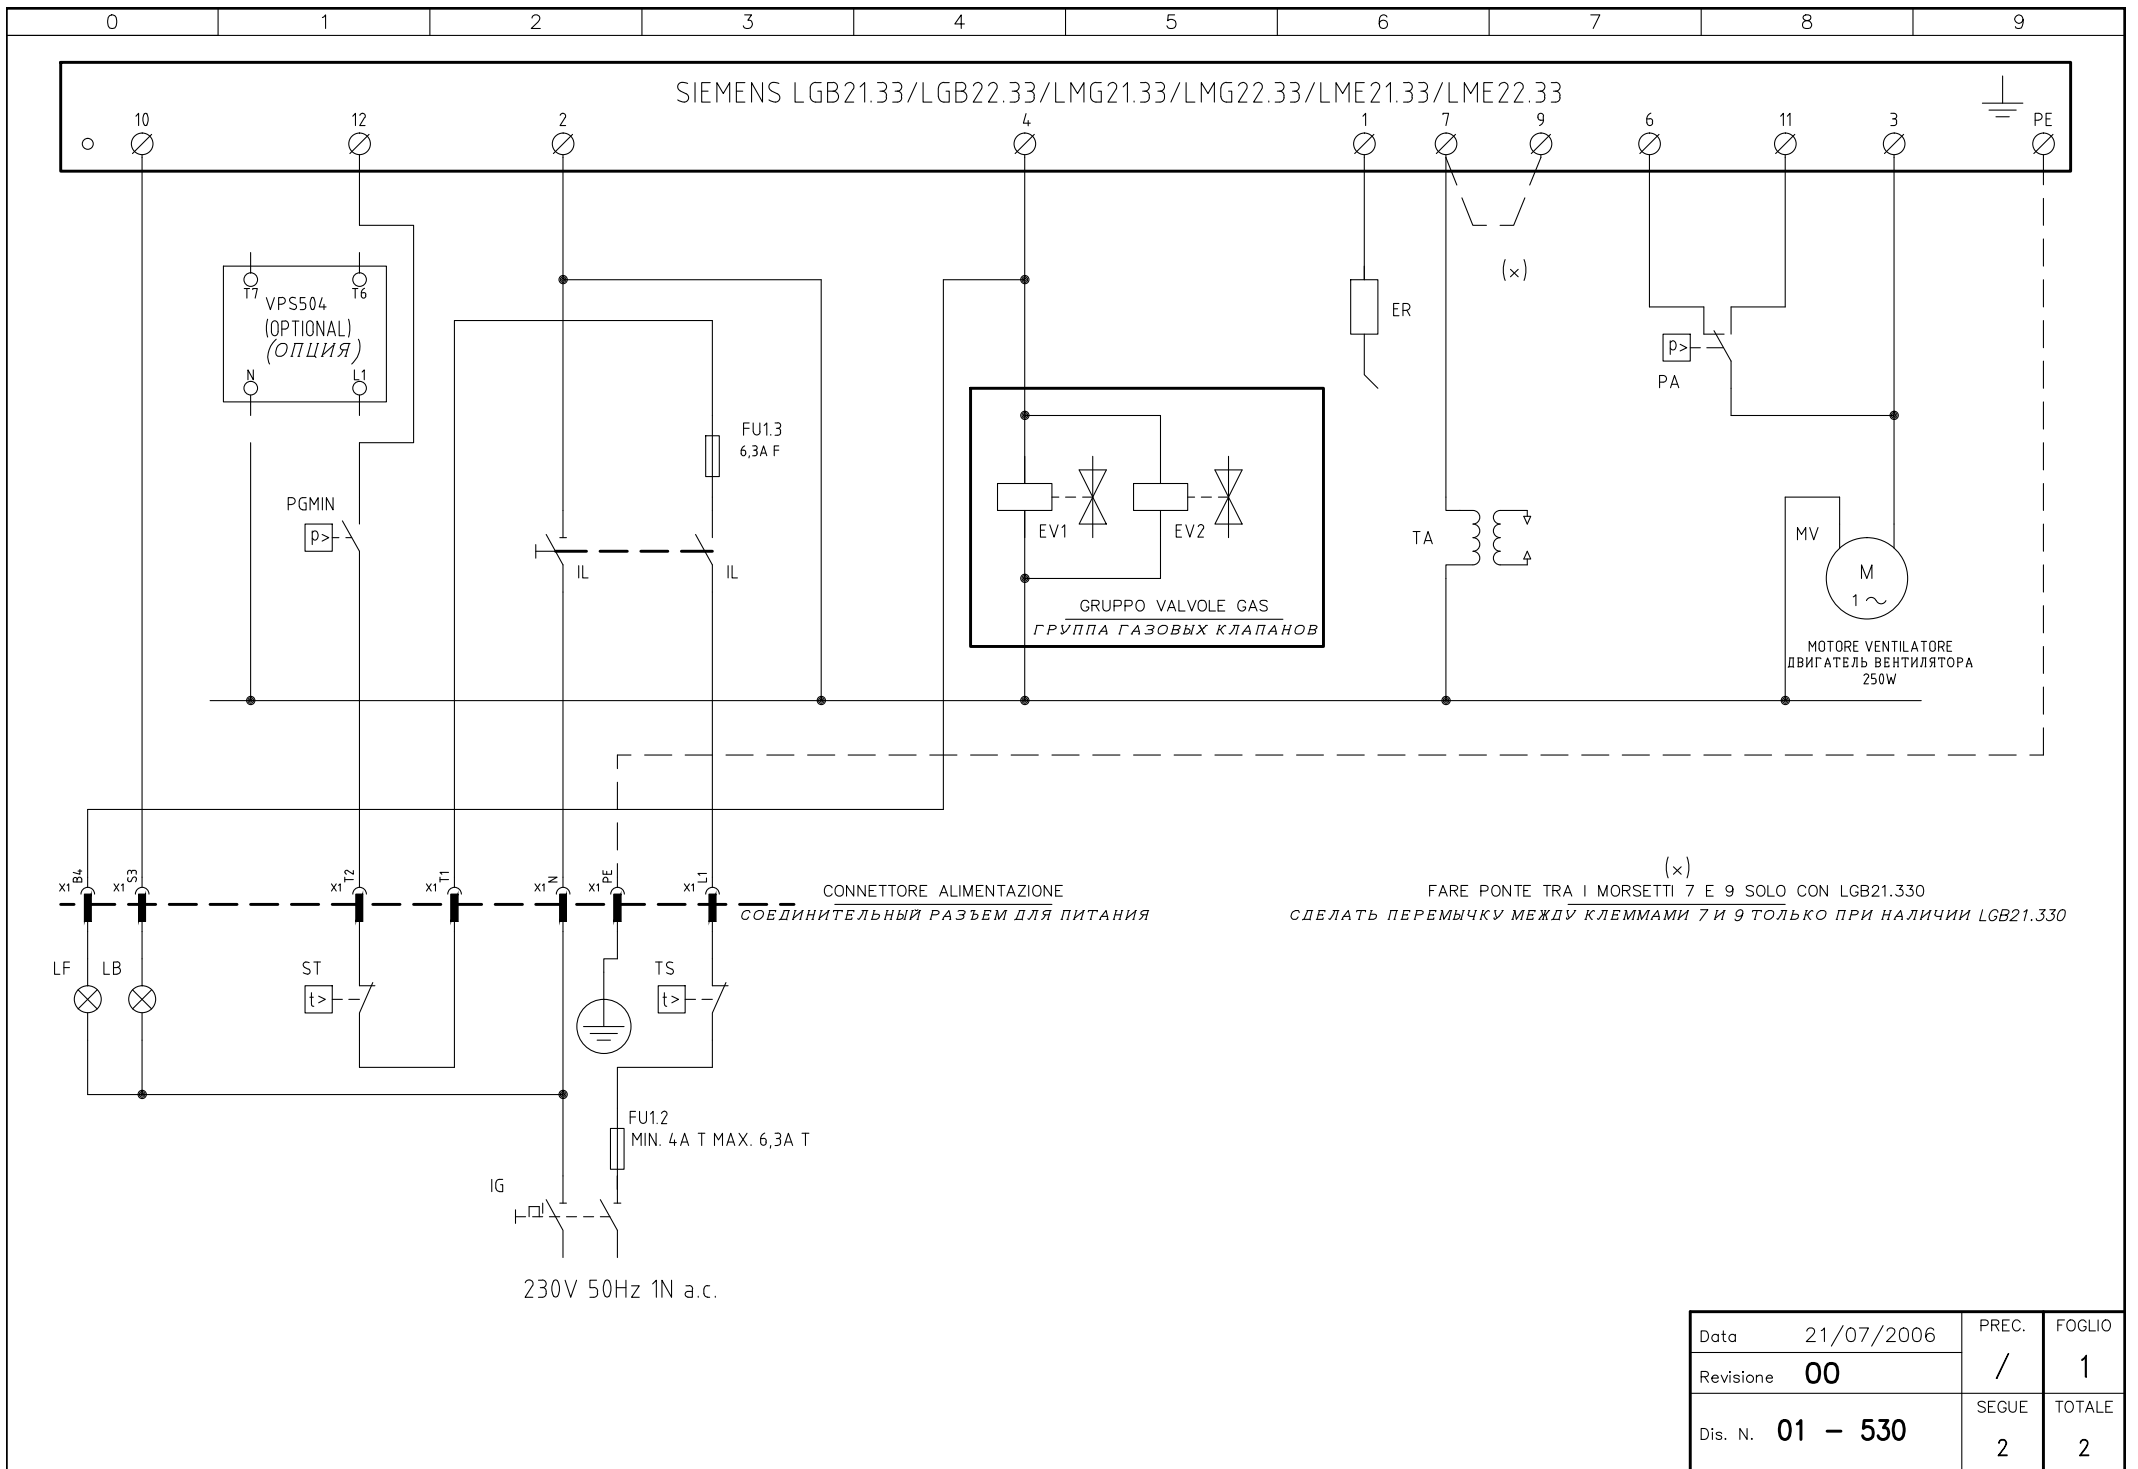 0 1 2 3 4 5 6 7 8 9
SIEMENS LGB21.33/LGB22.33/LMG21.33/LMG22.33/LME21.33/LME22.33
10 12 2 4 1 7 9 6 11 3 PE
T7 T6
VPS504
(OPTIONAL)
(ОПЦИЯ)
N L1
(x)
ER
P>
PA
FU1.3
6,3A F
PGMIN
P>
IL
IL
EV1
EV2
GRUPPO VALVOLE GAS
ГРУППА ГАЗОВЫХ КЛАПАНОВ
TA
MV
M
1 ~
MOTORE VENTILATORE
ДВИГАТЕЛЬ ВЕНТИЛЯТОРА
250W
X1 B4
X1 S3
X1 T2
X1 T1
X1 N
X1 PE
X1 L1
CONNETTORE ALIMENTAZIONE
СОЕДИНИТЕЛЬНЫЙ РАЗЪЕМ ДЛЯ ПИТАНИЯ
(x)
FARE PONTE TRA I MORSETTI 7 E 9 SOLO CON LGB21.330
СДЕЛАТЬ ПЕРЕМЫЧКУ МЕЖДУ КЛЕММАМИ 7 И 9 ТОЛЬКО ПРИ НАЛИЧИИ LGB21.330
LF LB
ST
t>
TS
t>
FU1.2
MIN. 4A T MAX. 6,3A T
IG
230V 50Hz 1N a.c.
Data 21/07/2006
PREC.
/
FOGLIO
1
Revisione 00
Dis. N. 01 - 530
SEGUE
2
TOTALE
2